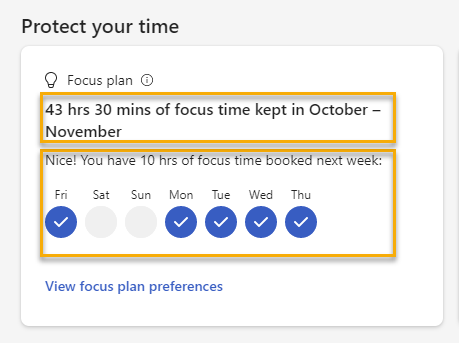 Protect your time
Focus plan
43 hrs 30 mins of focus time kept in October –
November
Nice! You have 10 hrs of focus time booked next week:
Fri Sat Sun Mon Tue Wed Thu
View focus plan preferences